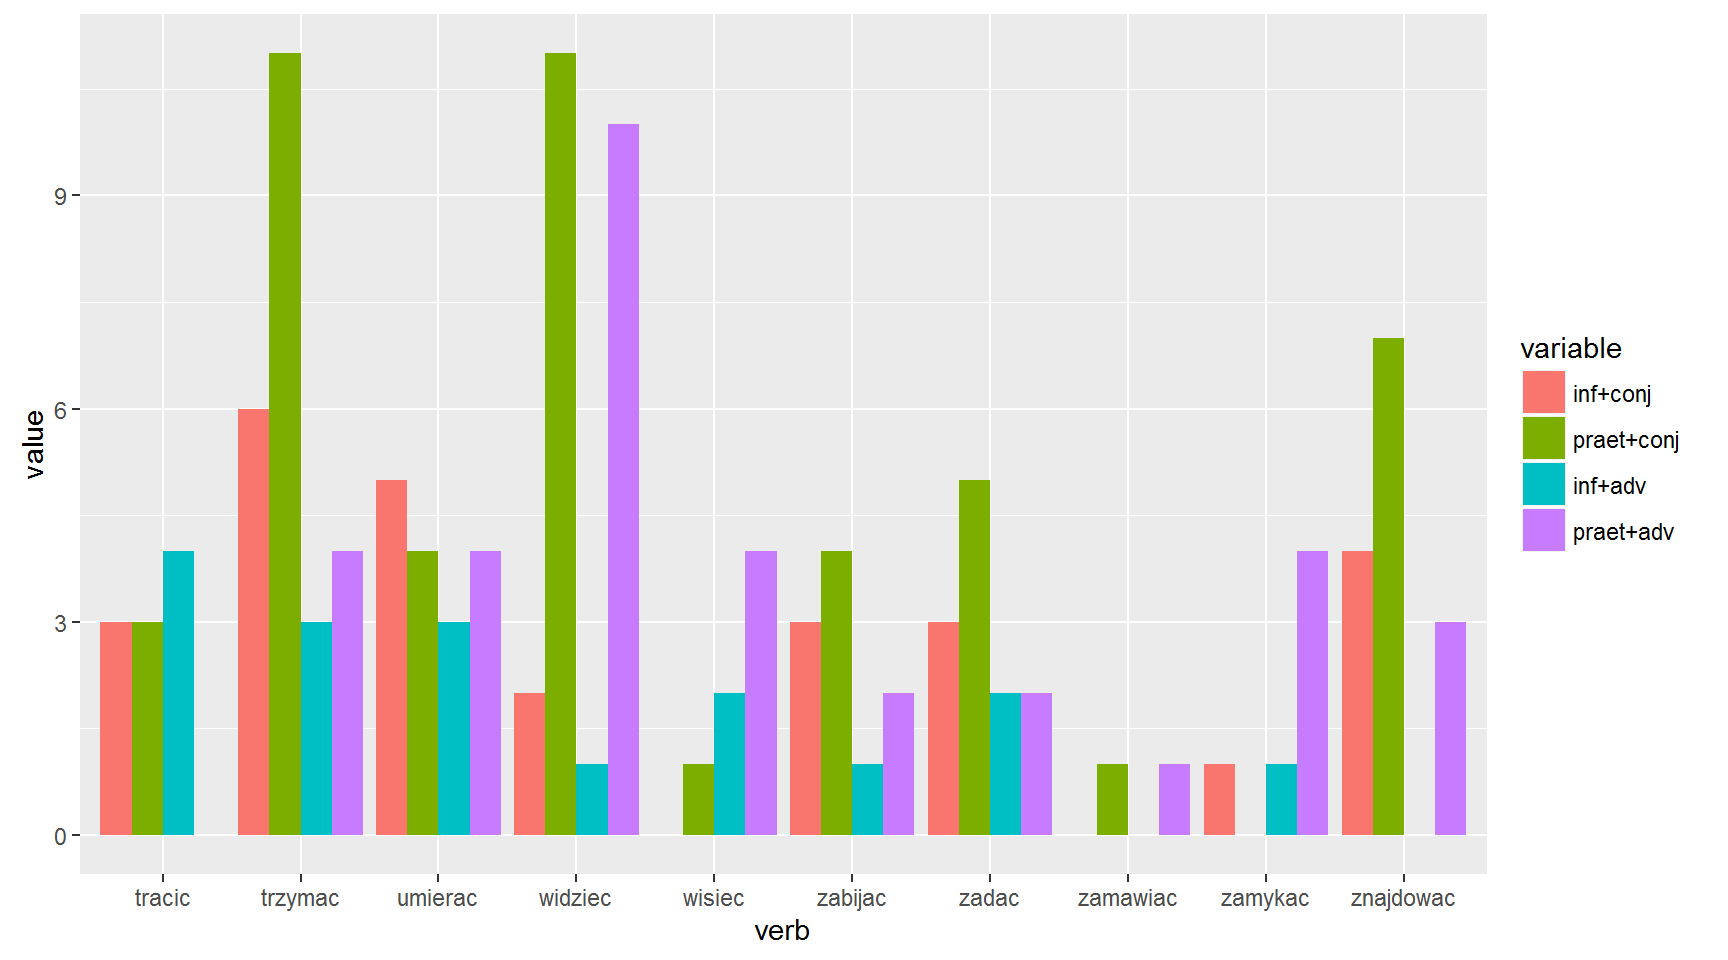 value
9
6
3
0
tracic trzymac umierac widziec wisiec zabijac zadac zamawiac zamykac znajdowac
verb
variable
inf+conj
praet+conj
inf+adv
praet+adv